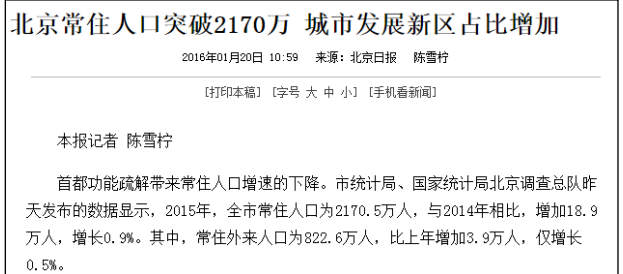 北京常住人口突破2170万 城市发展新区占比增加
2016年01月20日 10:59 来源：北京日报 陈雪柠
[打印本稿] [字号 大 中 小] [手机看新闻]
本报记者 陈雪柠
首都功能疏解带来常住人口增速的下降。市统计局、国家统计局北京调查总队昨
天发布的数据显示，2015年，全市常住人口为2170.5万人，与2014年相比，增加18.9
万人，增长0.9%。其中，常住外来人口为822.6万人，比上年增加3.9万人，仅增长
0.5%。